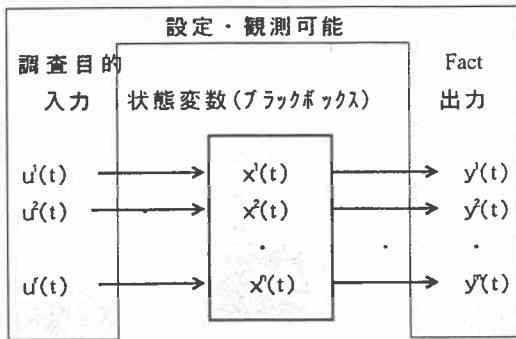 設定・観測可能
調査目的 Fact
入力 状態変数(ブラックボックス) 出力
u¹(t) x¹(t) y¹(t)
u²(t) x²(t) y²(t)
. . .
uʳ(t) xⁿ(t) yᵐ(t)